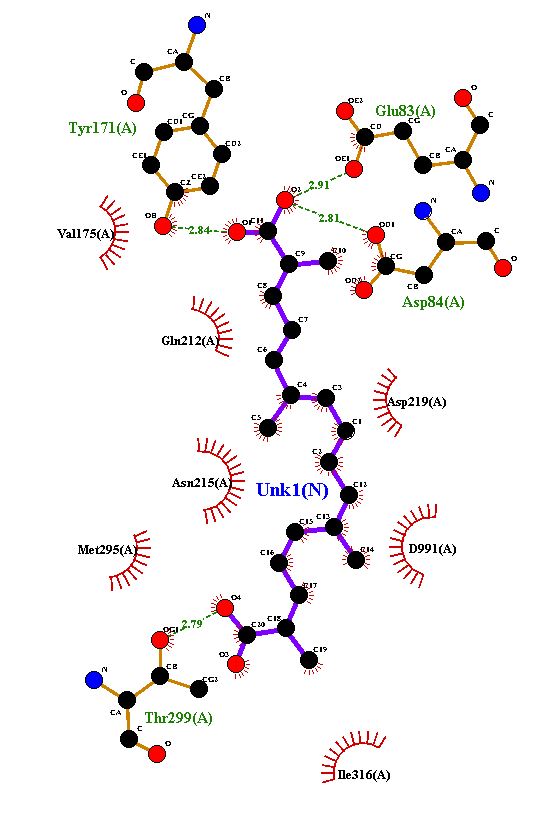 N
C
CA
CB
O
CG
CD1
CD2
Tyr171(A)
CE1
CE2
CZ
OH
Val175(A)
2.84
O1
C11
O2
2.91
2.81
OE2
Glu83(A)
CD
CG
OE1
CB
CA
C
O
N
N
OD1
CA
C
CG
CB
O
Asp84(A)
C9
C10
C8
C7
Gln212(A)
C6
C4
C3
C5
C1
Asp219(A)
C2
Asn215(A)
Unk1(N)
C12
C13
C15
C14
D991(A)
Met295(A)
C16
C17
O4
2.79
C20
C18
OG1
O3
C19
N
CB
CG2
CA
Thr299(A)
C
O
Ile316(A)